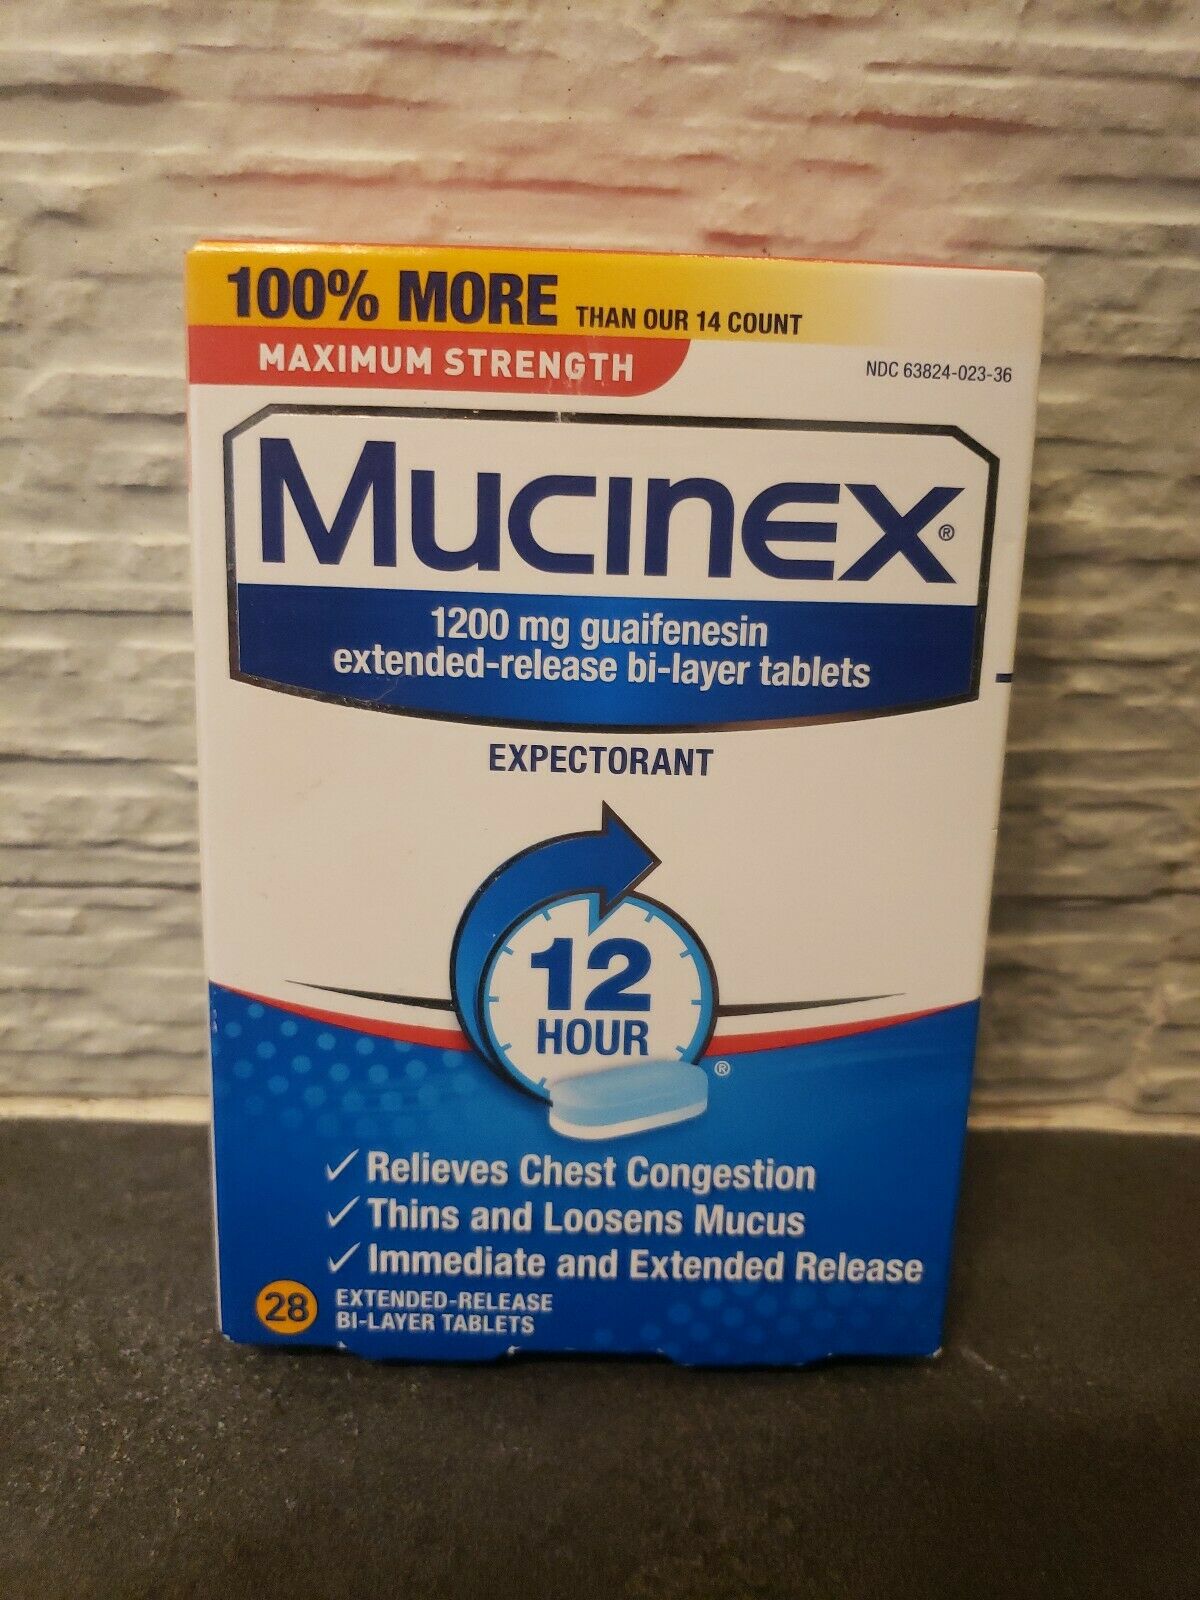 100% MORE THAN OUR 14 COUNT
MAXIMUM STRENGTH
NDC 63824-023-36
Mucinex®
1200 mg guaifenesin
extended-release bi-layer tablets
EXPECTORANT
12
HOUR
®
✓ Relieves Chest Congestion
✓ Thins and Loosens Mucus
✓ Immediate and Extended Release
28 EXTENDED-RELEASE
BI-LAYER TABLETS